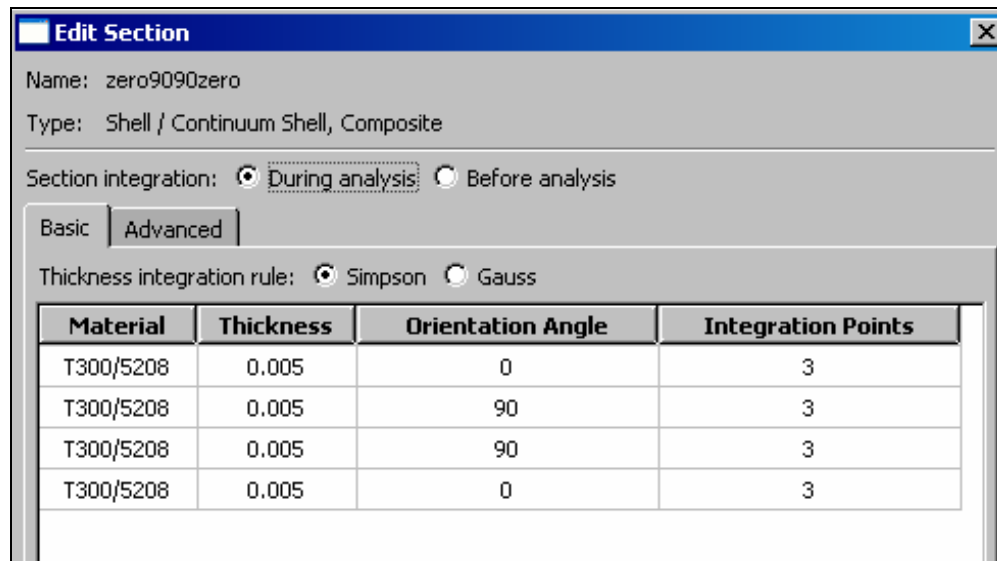 Edit Section
Name: zero9090zero
Type: Shell / Continuum Shell, Composite
Section integration: During analysis Before analysis
Basic Advanced
Thickness integration rule: Simpson Gauss
Material Thickness Orientation Angle Integration Points
T300/5208 0.005 0 3
T300/5208 0.005 90 3
T300/5208 0.005 90 3
T300/5208 0.005 0 3